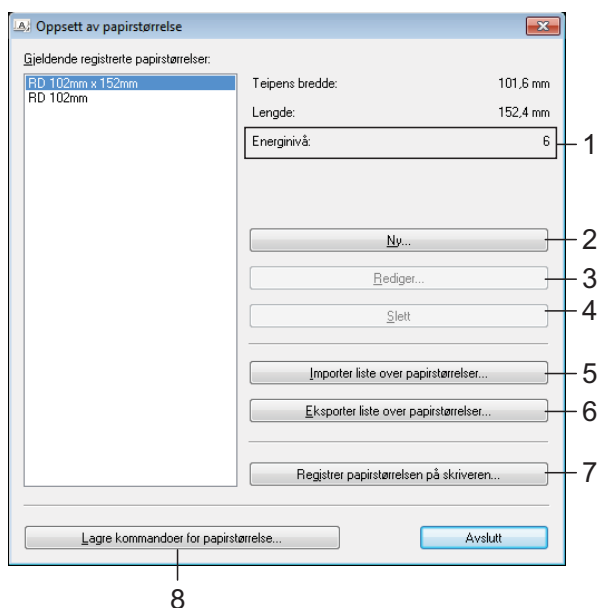 Oppsett av papirstørrelse
Gjeldende registrerte papirstørrelser:
RD 102mm x 152mm
RD 102mm
Teipens bredde: 101,6 mm
Lengde: 152,4 mm
Energinivå: 6
1
Ny...
2
Rediger...
3
Slett
4
Importer liste over papirstørrelser...
5
Eksporter liste over papirstørrelser...
6
Registrer papirstørrelsen på skriveren...
7
Lagre kommandoer for papirstørrelse...
Avslutt
8